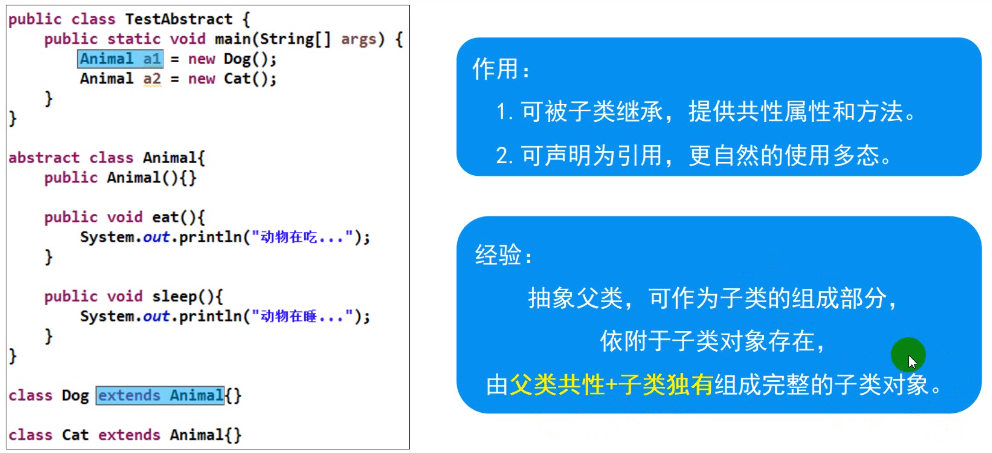 public class TestAbstract {
public static void main(String[] args) {
Animal a1 = new Dog();
Animal a2 = new Cat();
}
}
abstract class Animal{
public Animal(){}
public void eat(){
System.out.println("动物在吃...");
}
public void sleep(){
System.out.println("动物在睡...");
}
}
class Dog extends Animal{}
class Cat extends Animal{}
作用：
1.可被子类继承，提供共性属性和方法。
2.可声明为引用，更自然的使用多态。
经验：
抽象父类，可作为子类的组成部分，
依附于子类对象存在，
由父类共性+子类独有组成完整的子类对象。